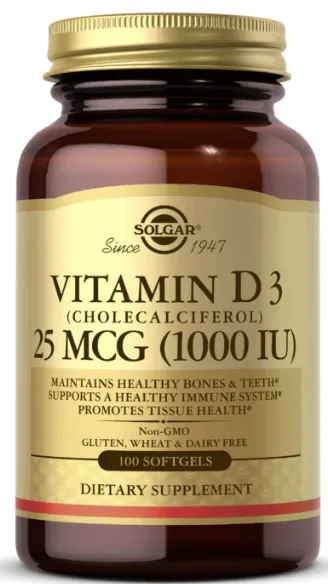 SOLGAR®
Since 1947
VITAMIN D3
(CHOLECALCIFEROL)
25 MCG (1000 IU)
MAINTAINS HEALTHY BONES & TEETH*
SUPPORTS A HEALTHY IMMUNE SYSTEM*
PROMOTES TISSUE HEALTH*
Non-GMO
GLUTEN, WHEAT & DAIRY FREE
100 SOFTGELS
DIETARY SUPPLEMENT